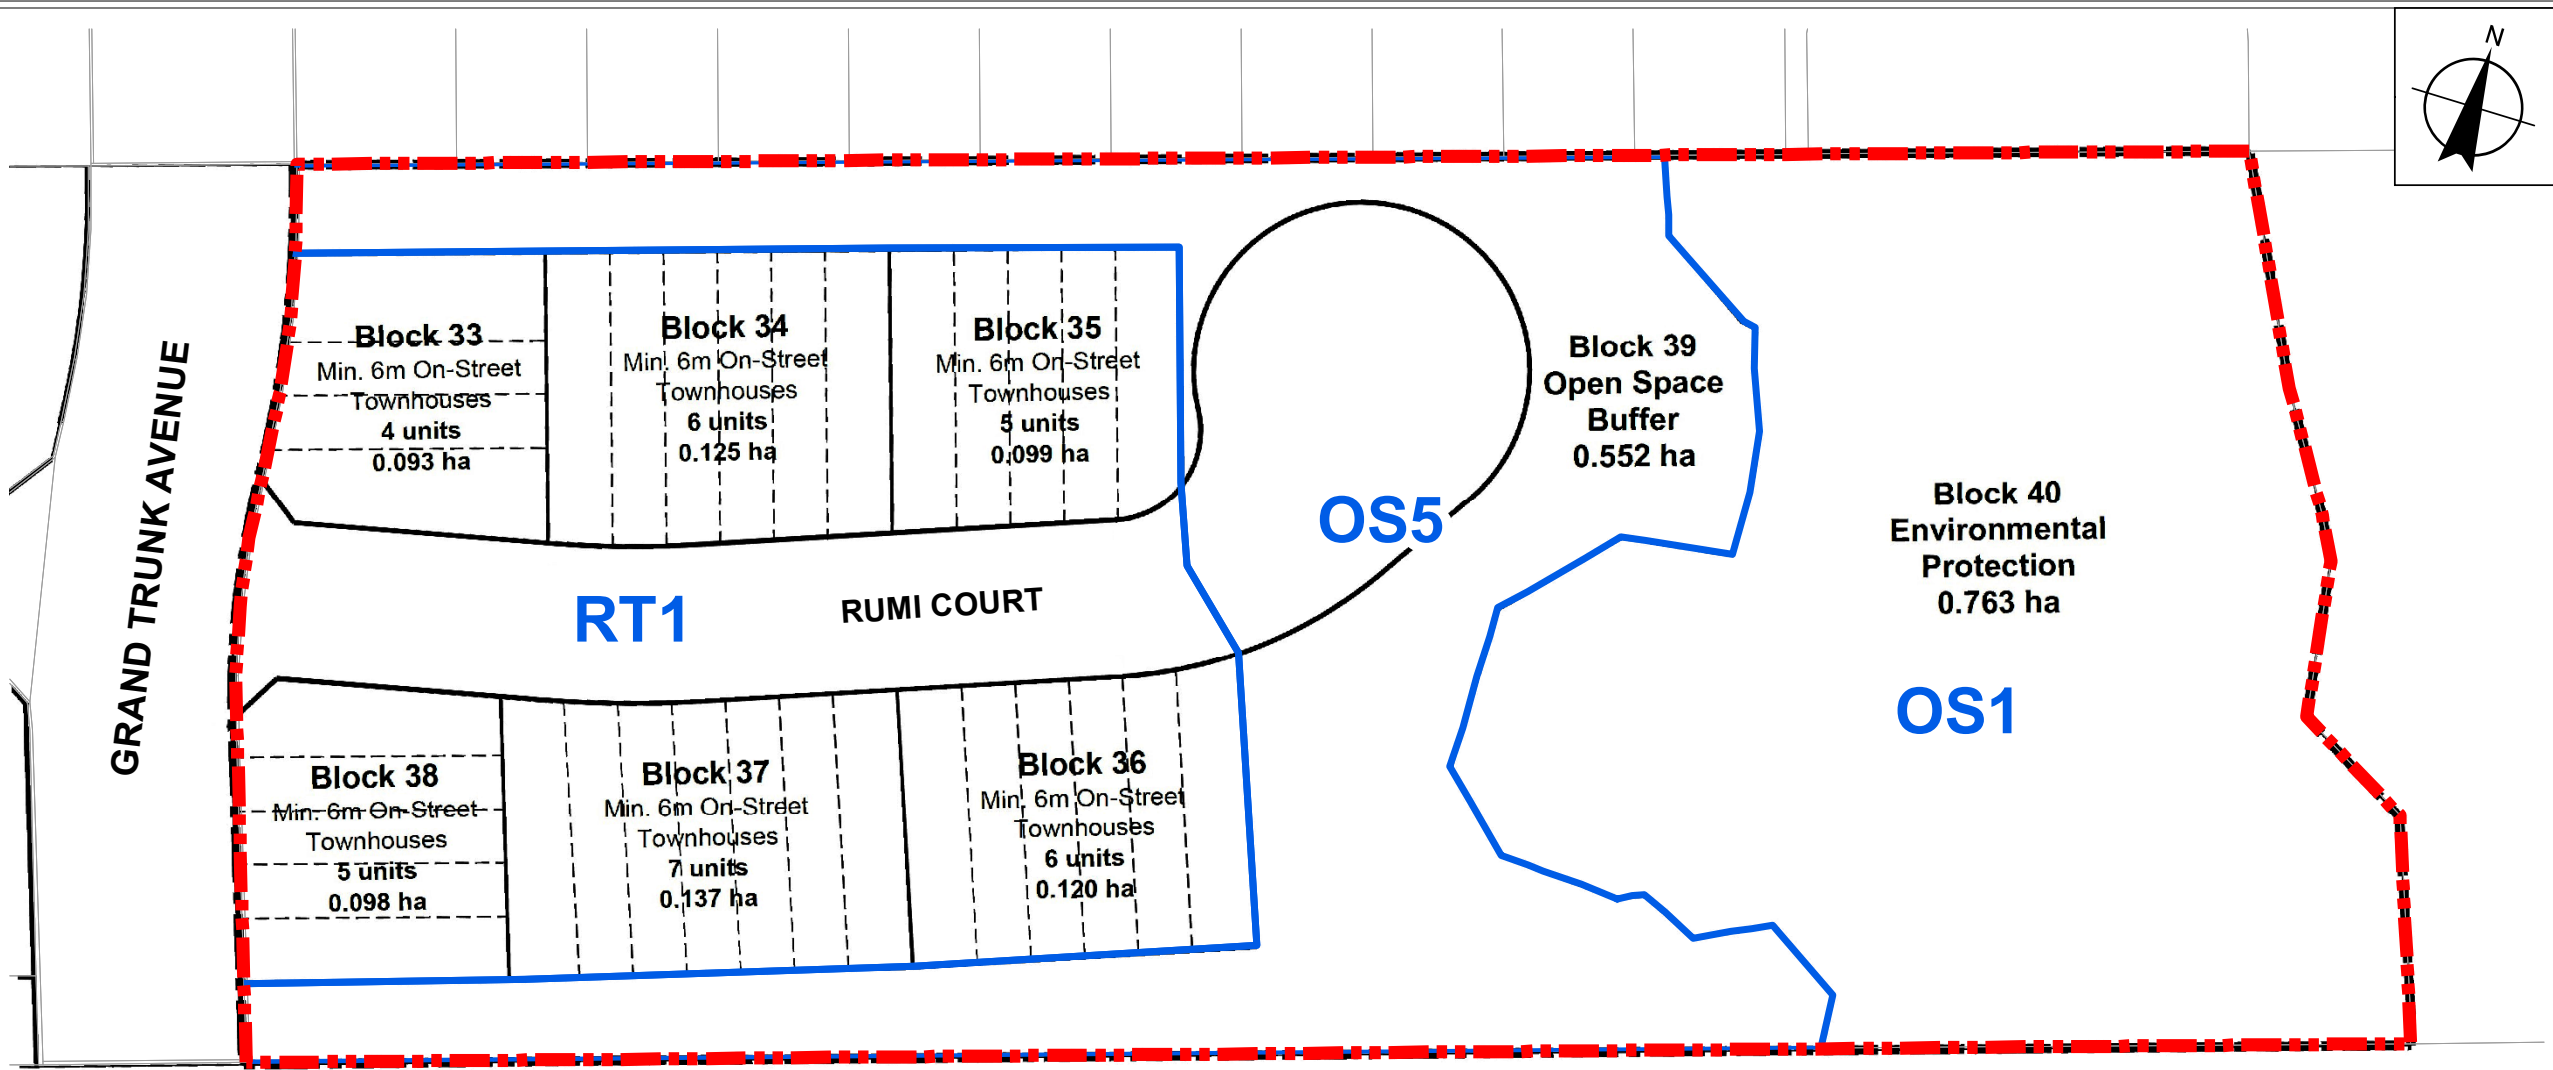 N
Block 33
Min. 6m On-Street
Townhouses
4 units
0.093 ha
Block 34
Min. 6m On-Street
Townhouses
6 units
0.125 ha
Block 35
Min. 6m On-Street
Townhouses
5 units
0.099 ha
Block 39
Open Space
Buffer
0.552 ha
GRAND TRUNK AVENUE
OS5
Block 40
Environmental
Protection
0.763 ha
RT1
RUMI COURT
OS1
Block 38
Min. 6m On-Street
Townhouses
5 units
0.098 ha
Block 37
Min. 6m On-Street
Townhouses
7 units
0.137 ha
Block 36
Min. 6m On-Street
Townhouses
6 units
0.120 ha